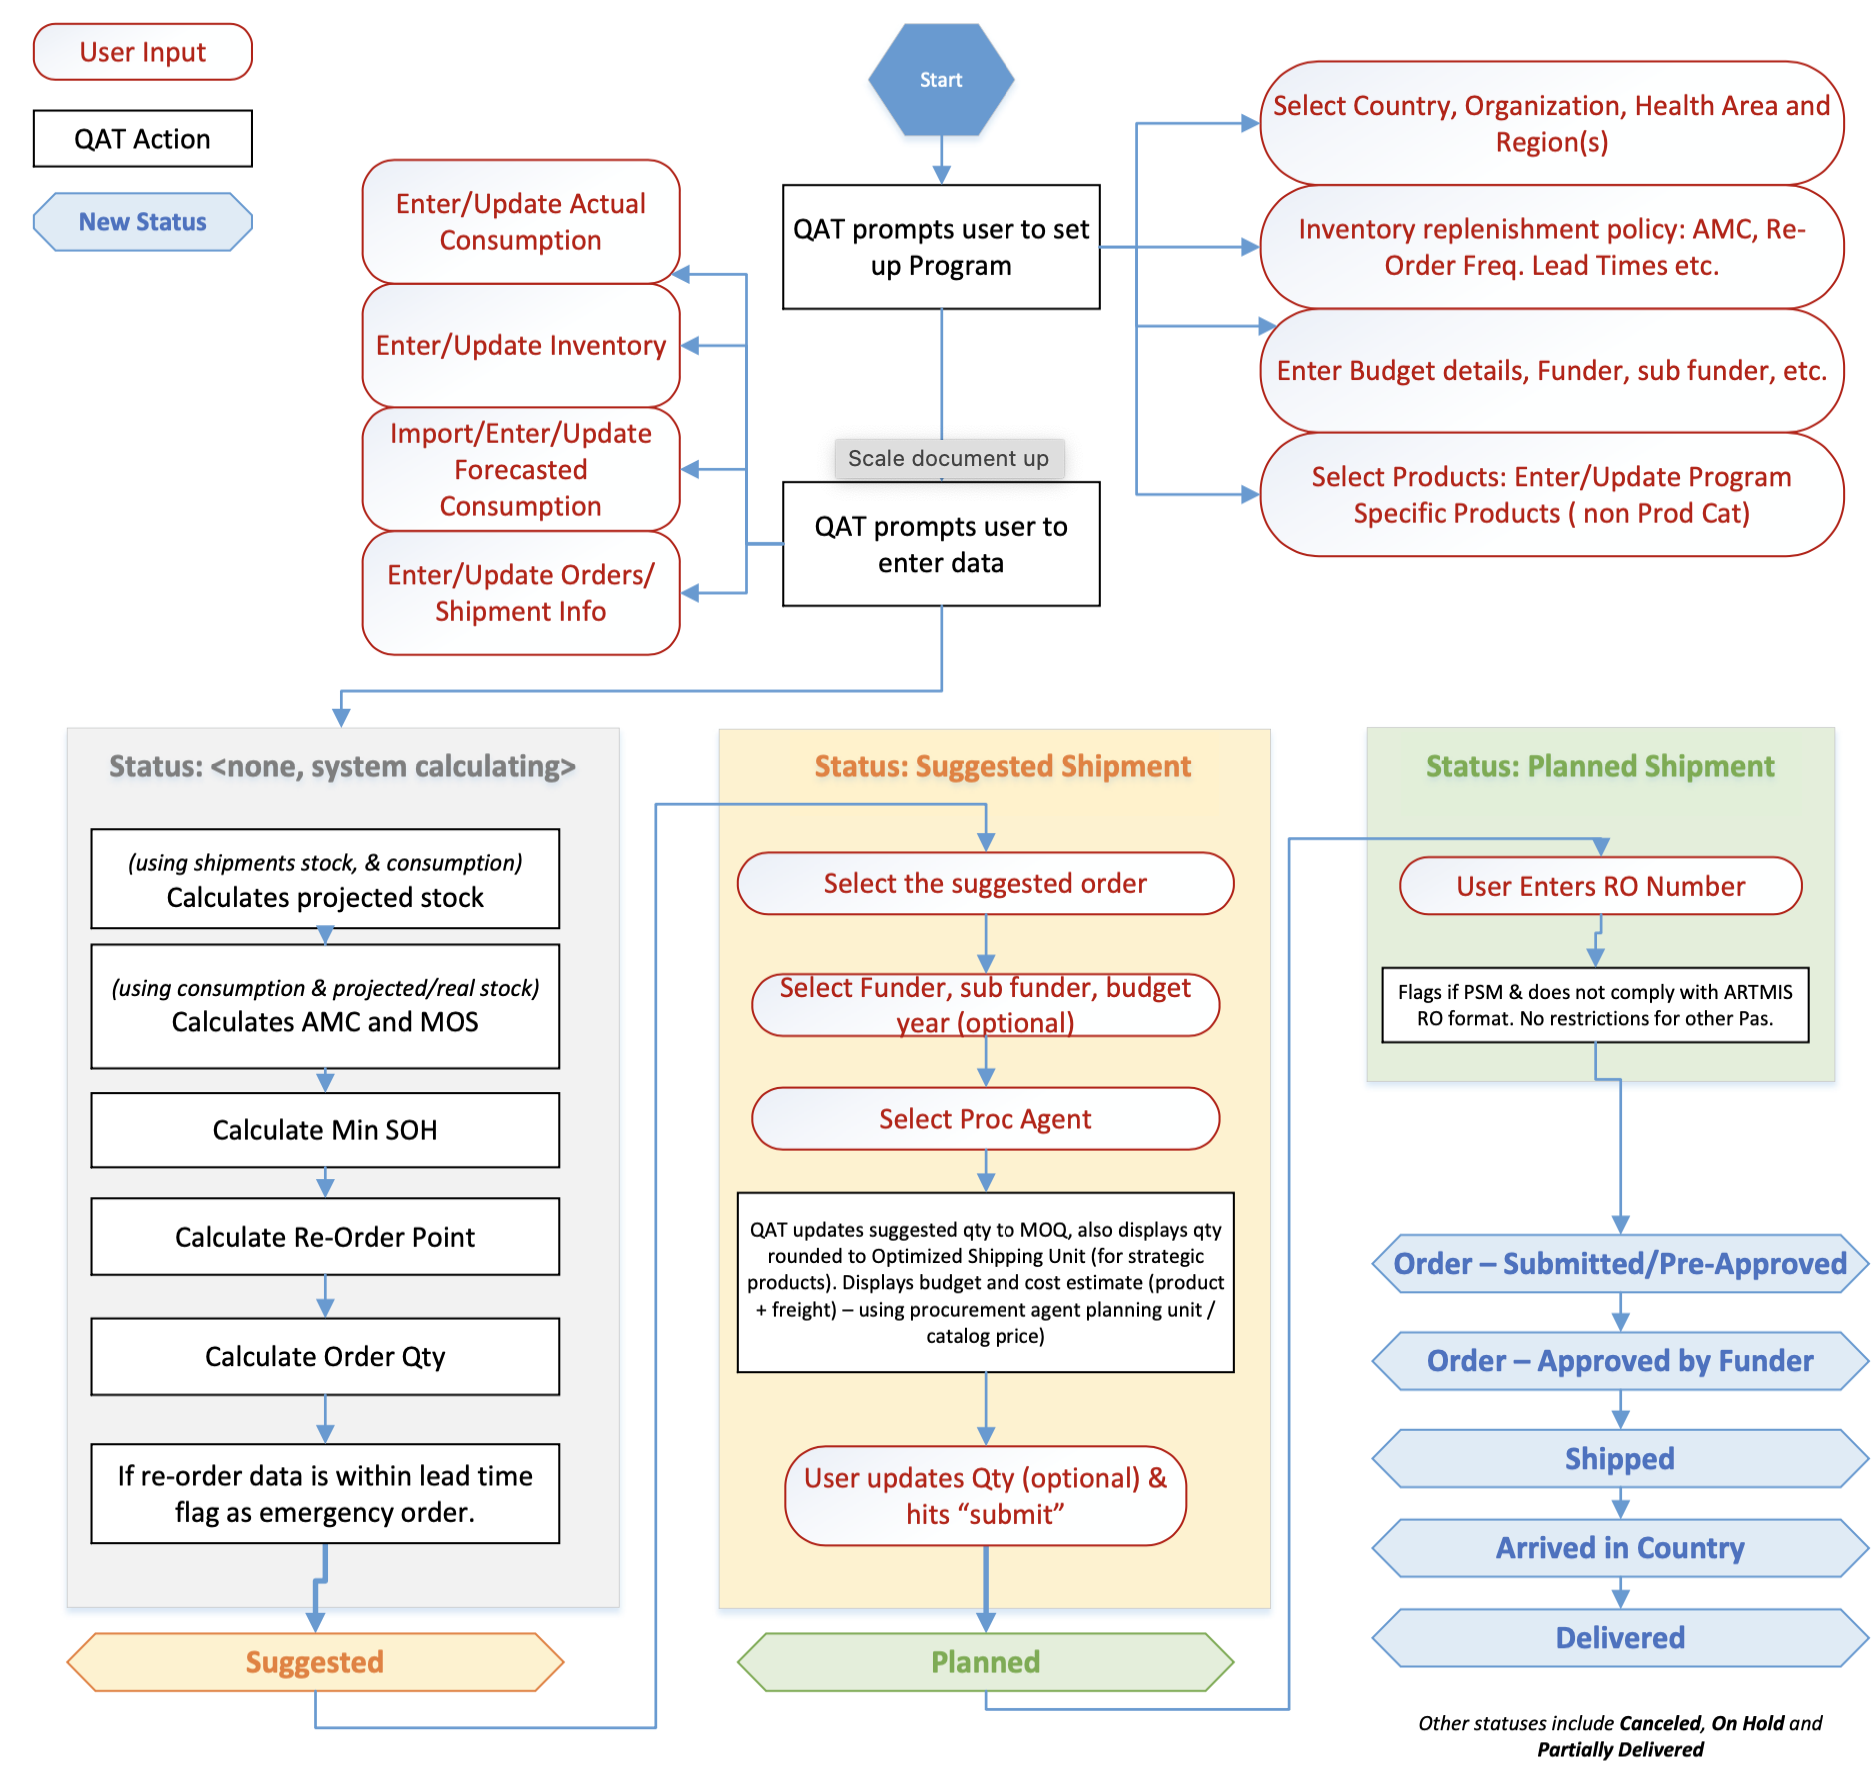 User Input
QAT Action
New Status
Start
QAT prompts user to set
up Program
Select Country, Organization, Health Area and
Region(s)
Inventory replenishment policy: AMC, Re-
Order Freq. Lead Times etc.
Enter Budget details, Funder, sub funder, etc.
Select Products: Enter/Update Program
Specific Products ( non Prod Cat)
Enter/Update Actual
Consumption
Enter/Update Inventory
Import/Enter/Update
Forecasted
Consumption
Enter/Update Orders/
Shipment Info
Scale document up
QAT prompts user to
enter data
Status: <none, system calculating>
(using shipments stock, & consumption)
Calculates projected stock
(using consumption & projected/real stock)
Calculates AMC and MOS
Calculate Min SOH
Calculate Re-Order Point
Calculate Order Qty
If re-order data is within lead time
flag as emergency order.
Suggested
Status: Suggested Shipment
Select the suggested order
Select Funder, sub funder, budget
year (optional)
Select Proc Agent
QAT updates suggested qty to MOQ, also displays qty
rounded to Optimized Shipping Unit (for strategic
products). Displays budget and cost estimate (product
+ freight) – using procurement agent planning unit /
catalog price)
User updates Qty (optional) &
hits “submit”
Planned
Status: Planned Shipment
User Enters RO Number
Flags if PSM & does not comply with ARTMIS
RO format. No restrictions for other Pas.
Order – Submitted/Pre-Approved
Order – Approved by Funder
Shipped
Arrived in Country
Delivered
Other statuses include Canceled, On Hold and
Partially Delivered